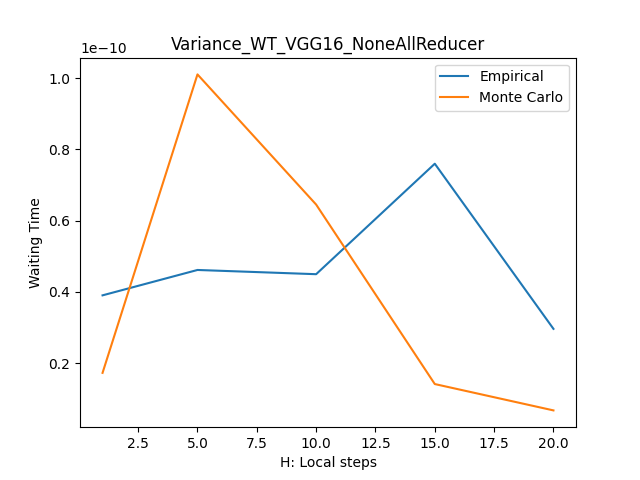 Variance_WT_VGG16_NoneAllReducer
1e−10
Empirical
Monte Carlo
1.0
0.8
0.6
0.4
0.2
Waiting Time
2.5 5.0 7.5 10.0 12.5 15.0 17.5 20.0
H: Local steps